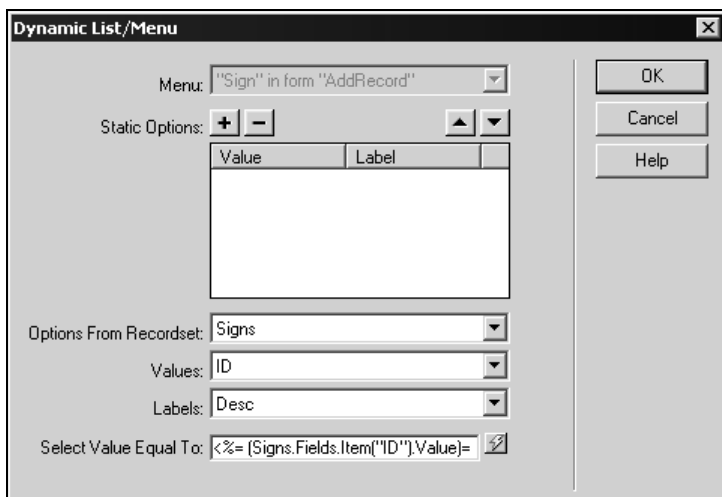 Dynamic List/Menu
Menu: "Sign" in form "AddRecord"
OK
Static Options: + −
Cancel
Value Label
Help
Options From Recordset: Signs
Values: ID
Labels: Desc
Select Value Equal To: <%= (Signs.Fields.Item("ID").Value)=